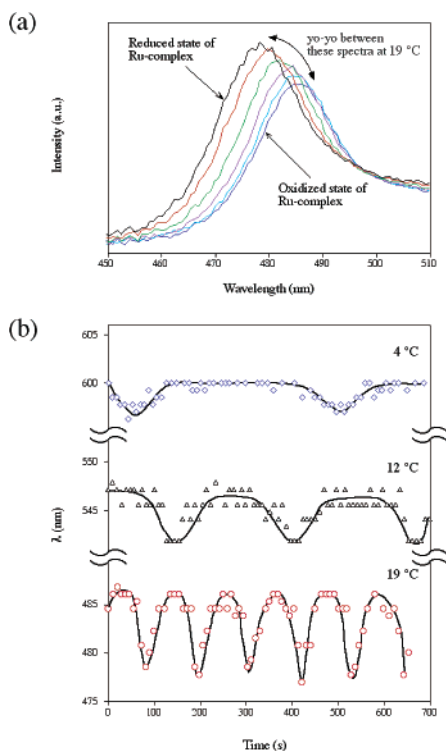 (a)
Reduced state of
Ru-complex
yo-yo between
these spectra at 19 °C
Oxidized state of
Ru-complex
Intensity (a.u.)
450
460
470
480
490
500
510
Wavelength (nm)
(b)
605
4 °C
600
550
12 °C
545
λ (nm)
19 °C
485
480
475
0
100
200
300
400
500
600
700
Time (s)